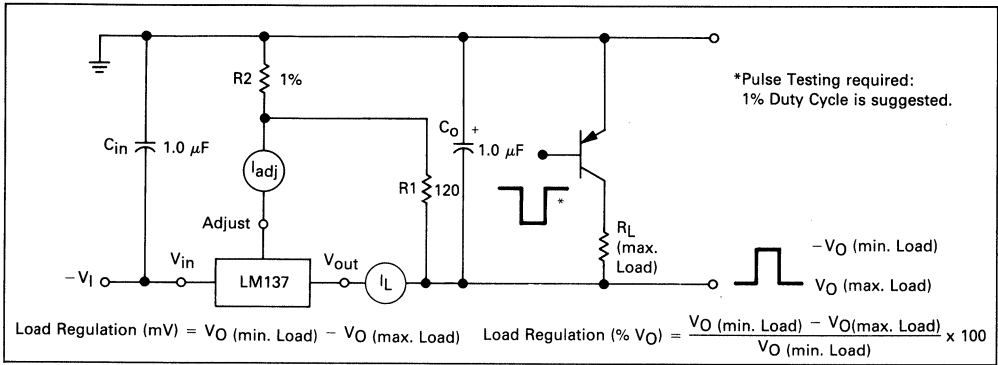 R2 1%
*Pulse Testing required:
1% Duty Cycle is suggested.
Cin 1.0 μF
CO +
1.0 μF
Iadj
R1 120
*
Adjust
RL
(max.
Load)
−VO (min. Load)
−VI
Vin
LM137
Vout
IL
VO (max. Load)
Load Regulation (mV) = VO (min. Load) − VO (max. Load)
Load Regulation (% VO) = VO (min. Load) − VO(max. Load) / VO (min. Load) x 100